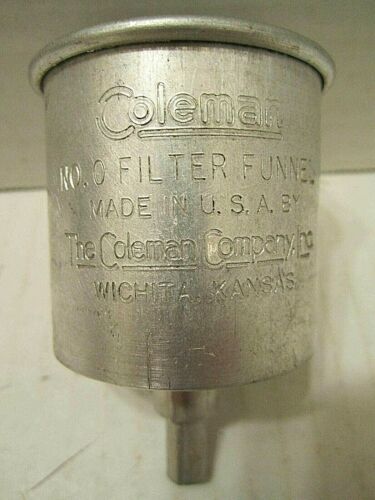 Coleman
NO. 0 FILTER FUNNEL
MADE IN U.S.A. BY
The Coleman Company, Inc.
WICHITA, KANSAS.